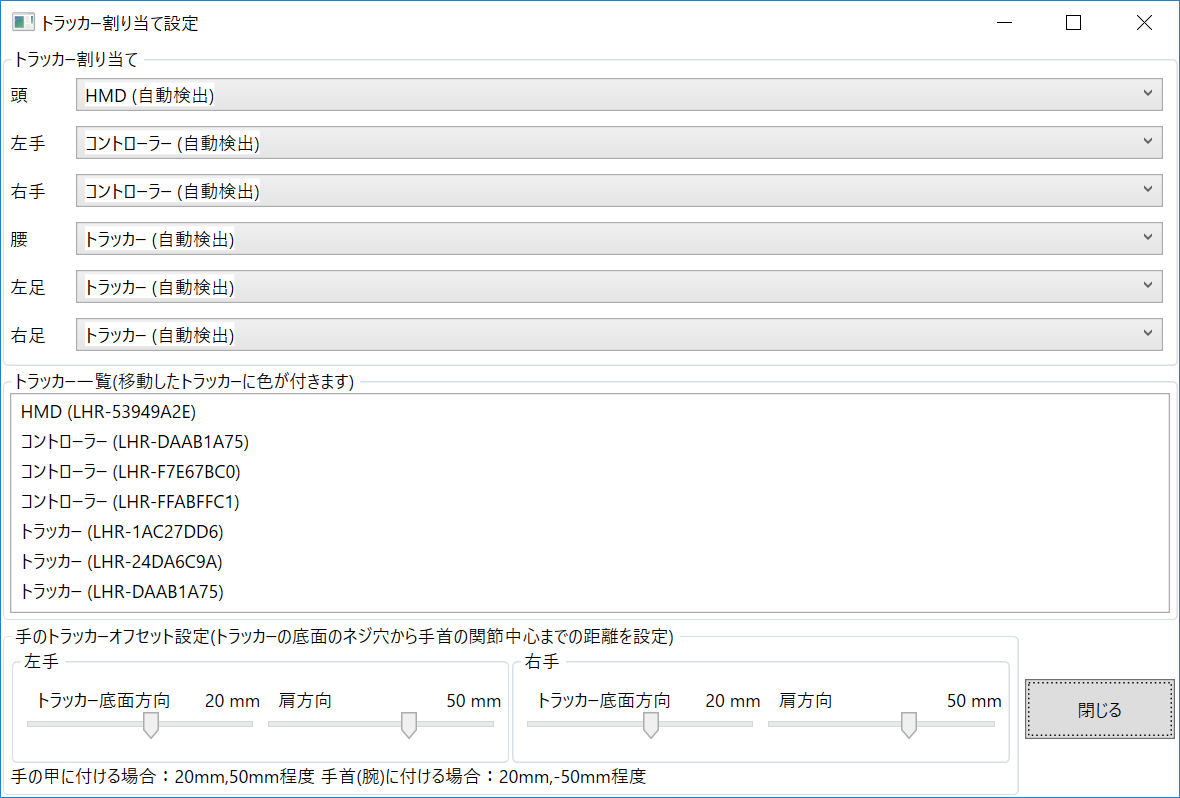 トラッカー割り当て設定
トラッカー割り当て
頭 HMD (自動検出)
左手 コントローラー (自動検出)
右手 コントローラー (自動検出)
腰 トラッカー (自動検出)
左足 トラッカー (自動検出)
右足 トラッカー (自動検出)
トラッカー一覧(移動したトラッカーに色が付きます)
HMD (LHR-53949A2E)
コントローラー (LHR-DAAB1A75)
コントローラー (LHR-F7E67BC0)
コントローラー (LHR-FFABFFC1)
トラッカー (LHR-1AC27DD6)
トラッカー (LHR-24DA6C9A)
トラッカー (LHR-DAAB1A75)
手のトラッカーオフセット設定(トラッカーの底面のネジ穴から手首の関節中心までの距離を設定)
左手
トラッカー底面方向 20 mm 肩方向 50 mm
右手
トラッカー底面方向 20 mm 肩方向 50 mm
手の甲に付ける場合：20mm,50mm程度 手首(腕)に付ける場合：20mm,-50mm程度
閉じる